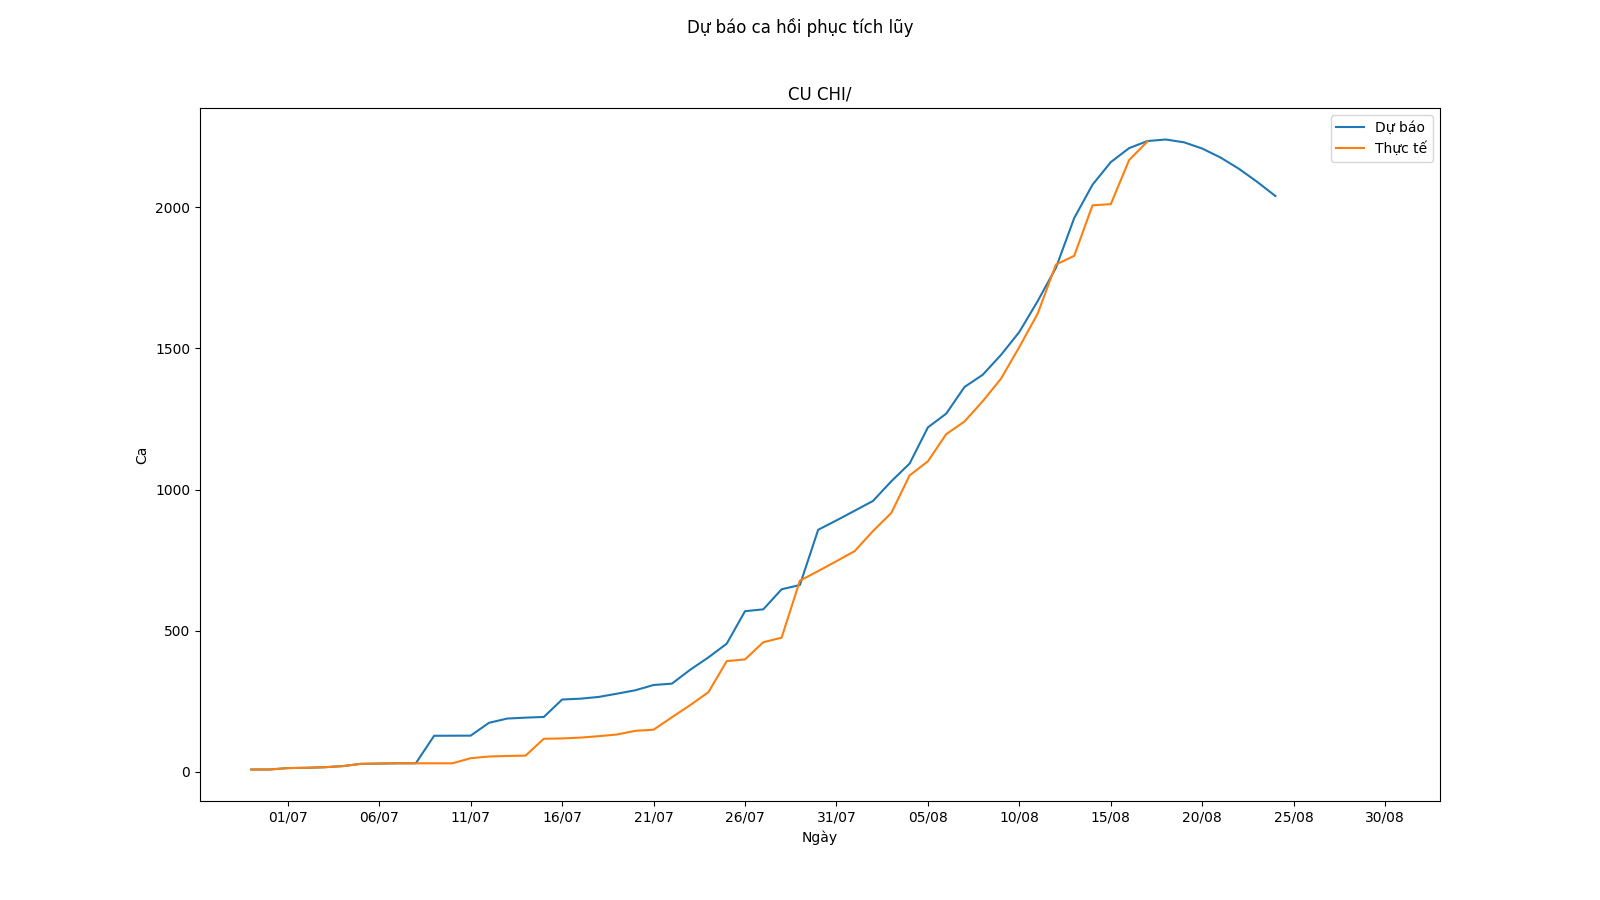 Dự báo ca hồi phục tích lũy
CU CHI/
Dự báo
Thực tế
2000
1500
1000
500
0
Ca
01/07 06/07 11/07 16/07 21/07 26/07 31/07 05/08 10/08 15/08 20/08 25/08 30/08
Ngày